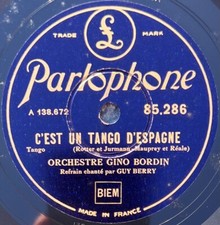 TRADE MARK
£
Parlophone
A 138.672 85.286
C'EST UN TANGO D'ESPAGNE
Tango (Rotter et Jurmann, Mauprey et Réale)
ORCHESTRE GINO BORDIN
Refrain chanté par GUY BERRY
BIEM
MADE IN FRANCE